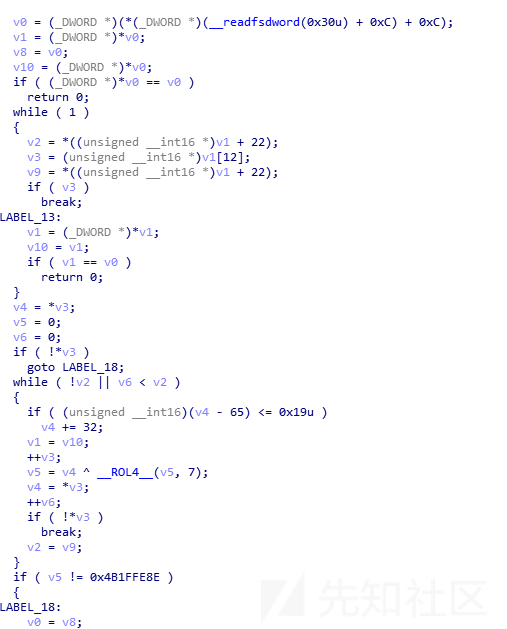 v0 = (_DWORD *)(*(_DWORD *)(__readfsdword(0x30u) + 0xC) + 0xC);
v1 = (_DWORD *)*v0;
v8 = v0;
v10 = (_DWORD *)*v0;
if ( (_DWORD *)*v0 == v0 )
return 0;
while ( 1 )
{
v2 = *((unsigned __int16 *)v1 + 22);
v3 = (unsigned __int16 *)v1[12];
v9 = *((unsigned __int16 *)v1 + 22);
if ( v3 )
break;
LABEL_13:
v1 = (_DWORD *)*v1;
v10 = v1;
if ( v1 == v0 )
return 0;
}
v4 = *v3;
v5 = 0;
v6 = 0;
if ( !*v3 )
goto LABEL_18;
while ( !v2 || v6 < v2 )
{
if ( (unsigned __int16)(v4 - 65) <= 0x19u )
v4 += 32;
v1 = v10;
++v3;
v5 = v4 ^ __ROL4__(v5, 7);
v4 = *v3;
++v6;
if ( !*v3 )
break;
v2 = v9;
}
if ( v5 != 0x4B1FFE8E )
{
LABEL_18:
v0 = v8;
先知社区